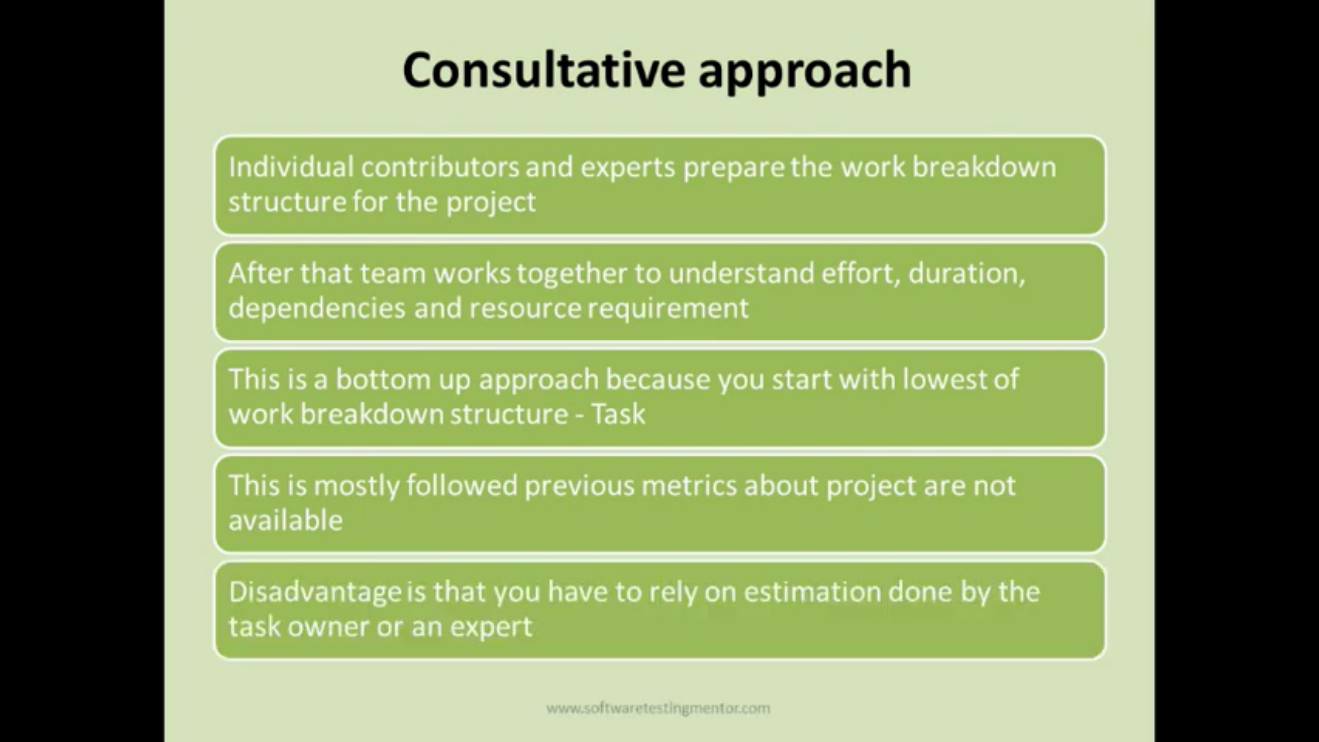 Consultative approach
Individual contributors and experts prepare the work breakdown
structure for the project
After that team works together to understand effort, duration,
dependencies and resource requirement
This is a bottom up approach because you start with lowest of
work breakdown structure - Task
This is mostly followed previous metrics about project are not
available
Disadvantage is that you have to rely on estimation done by the
task owner or an expert
www.softwaretestingmentor.com